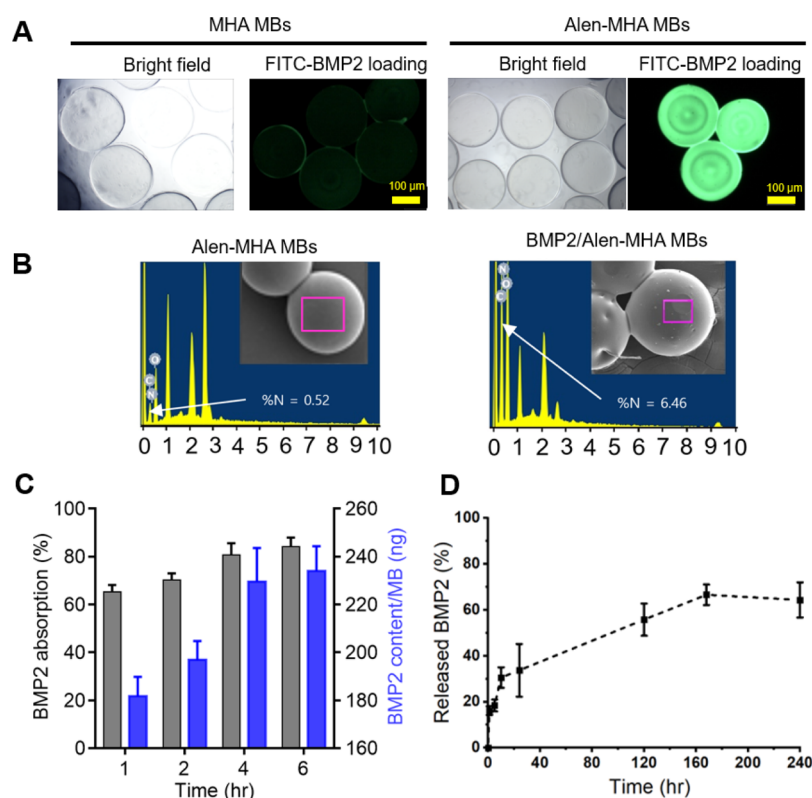 A
MHA MBs
Alen-MHA MBs
Bright field
FITC-BMP2 loading
Bright field
FITC-BMP2 loading
100 µm
100 µm
B
Alen-MHA MBs
BMP2/Alen-MHA MBs
O
C
N
%N = 0.52
0 1 2 3 4 5 6 7 8 9 10
N
O
C
%N = 6.46
0 1 2 3 4 5 6 7 8 9 10
C
BMP2 absorption (%)
100
80
60
40
20
0
1 2 4 6
Time (hr)
260
240
220
200
180
160
BMP2 content/MB (ng)
D
Released BMP2 (%)
100
80
60
40
20
0
0 40 80 120 160 200 240
Time (hr)